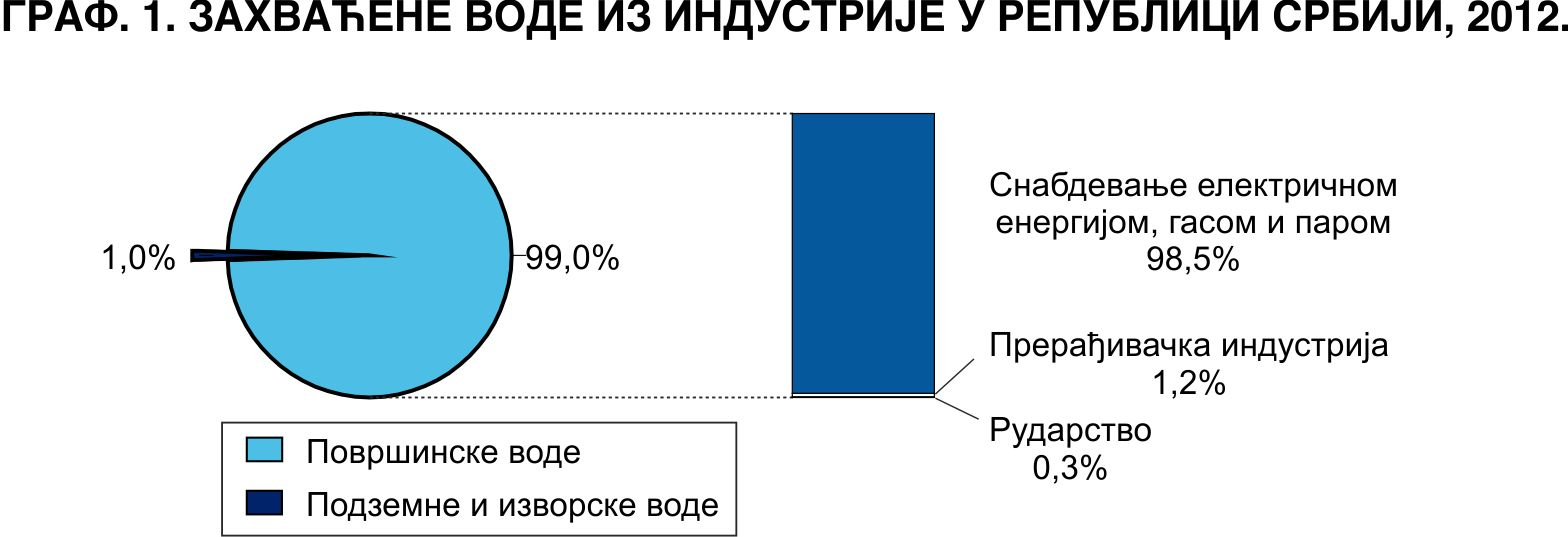 ГРАФ. 1. ЗАХВАЋЕНЕ ВОДЕ ИЗ ИНДУСТРИЈЕ У РЕПУБЛИЦИ СРБИЈИ, 2012.
1,0%
99,0%
Снабдевање електричном
енергијом, гасом и паром
98,5%
Прерађивачка индустрија
1,2%
Рударство
0,3%
Површинске воде
Подземне и изворске воде